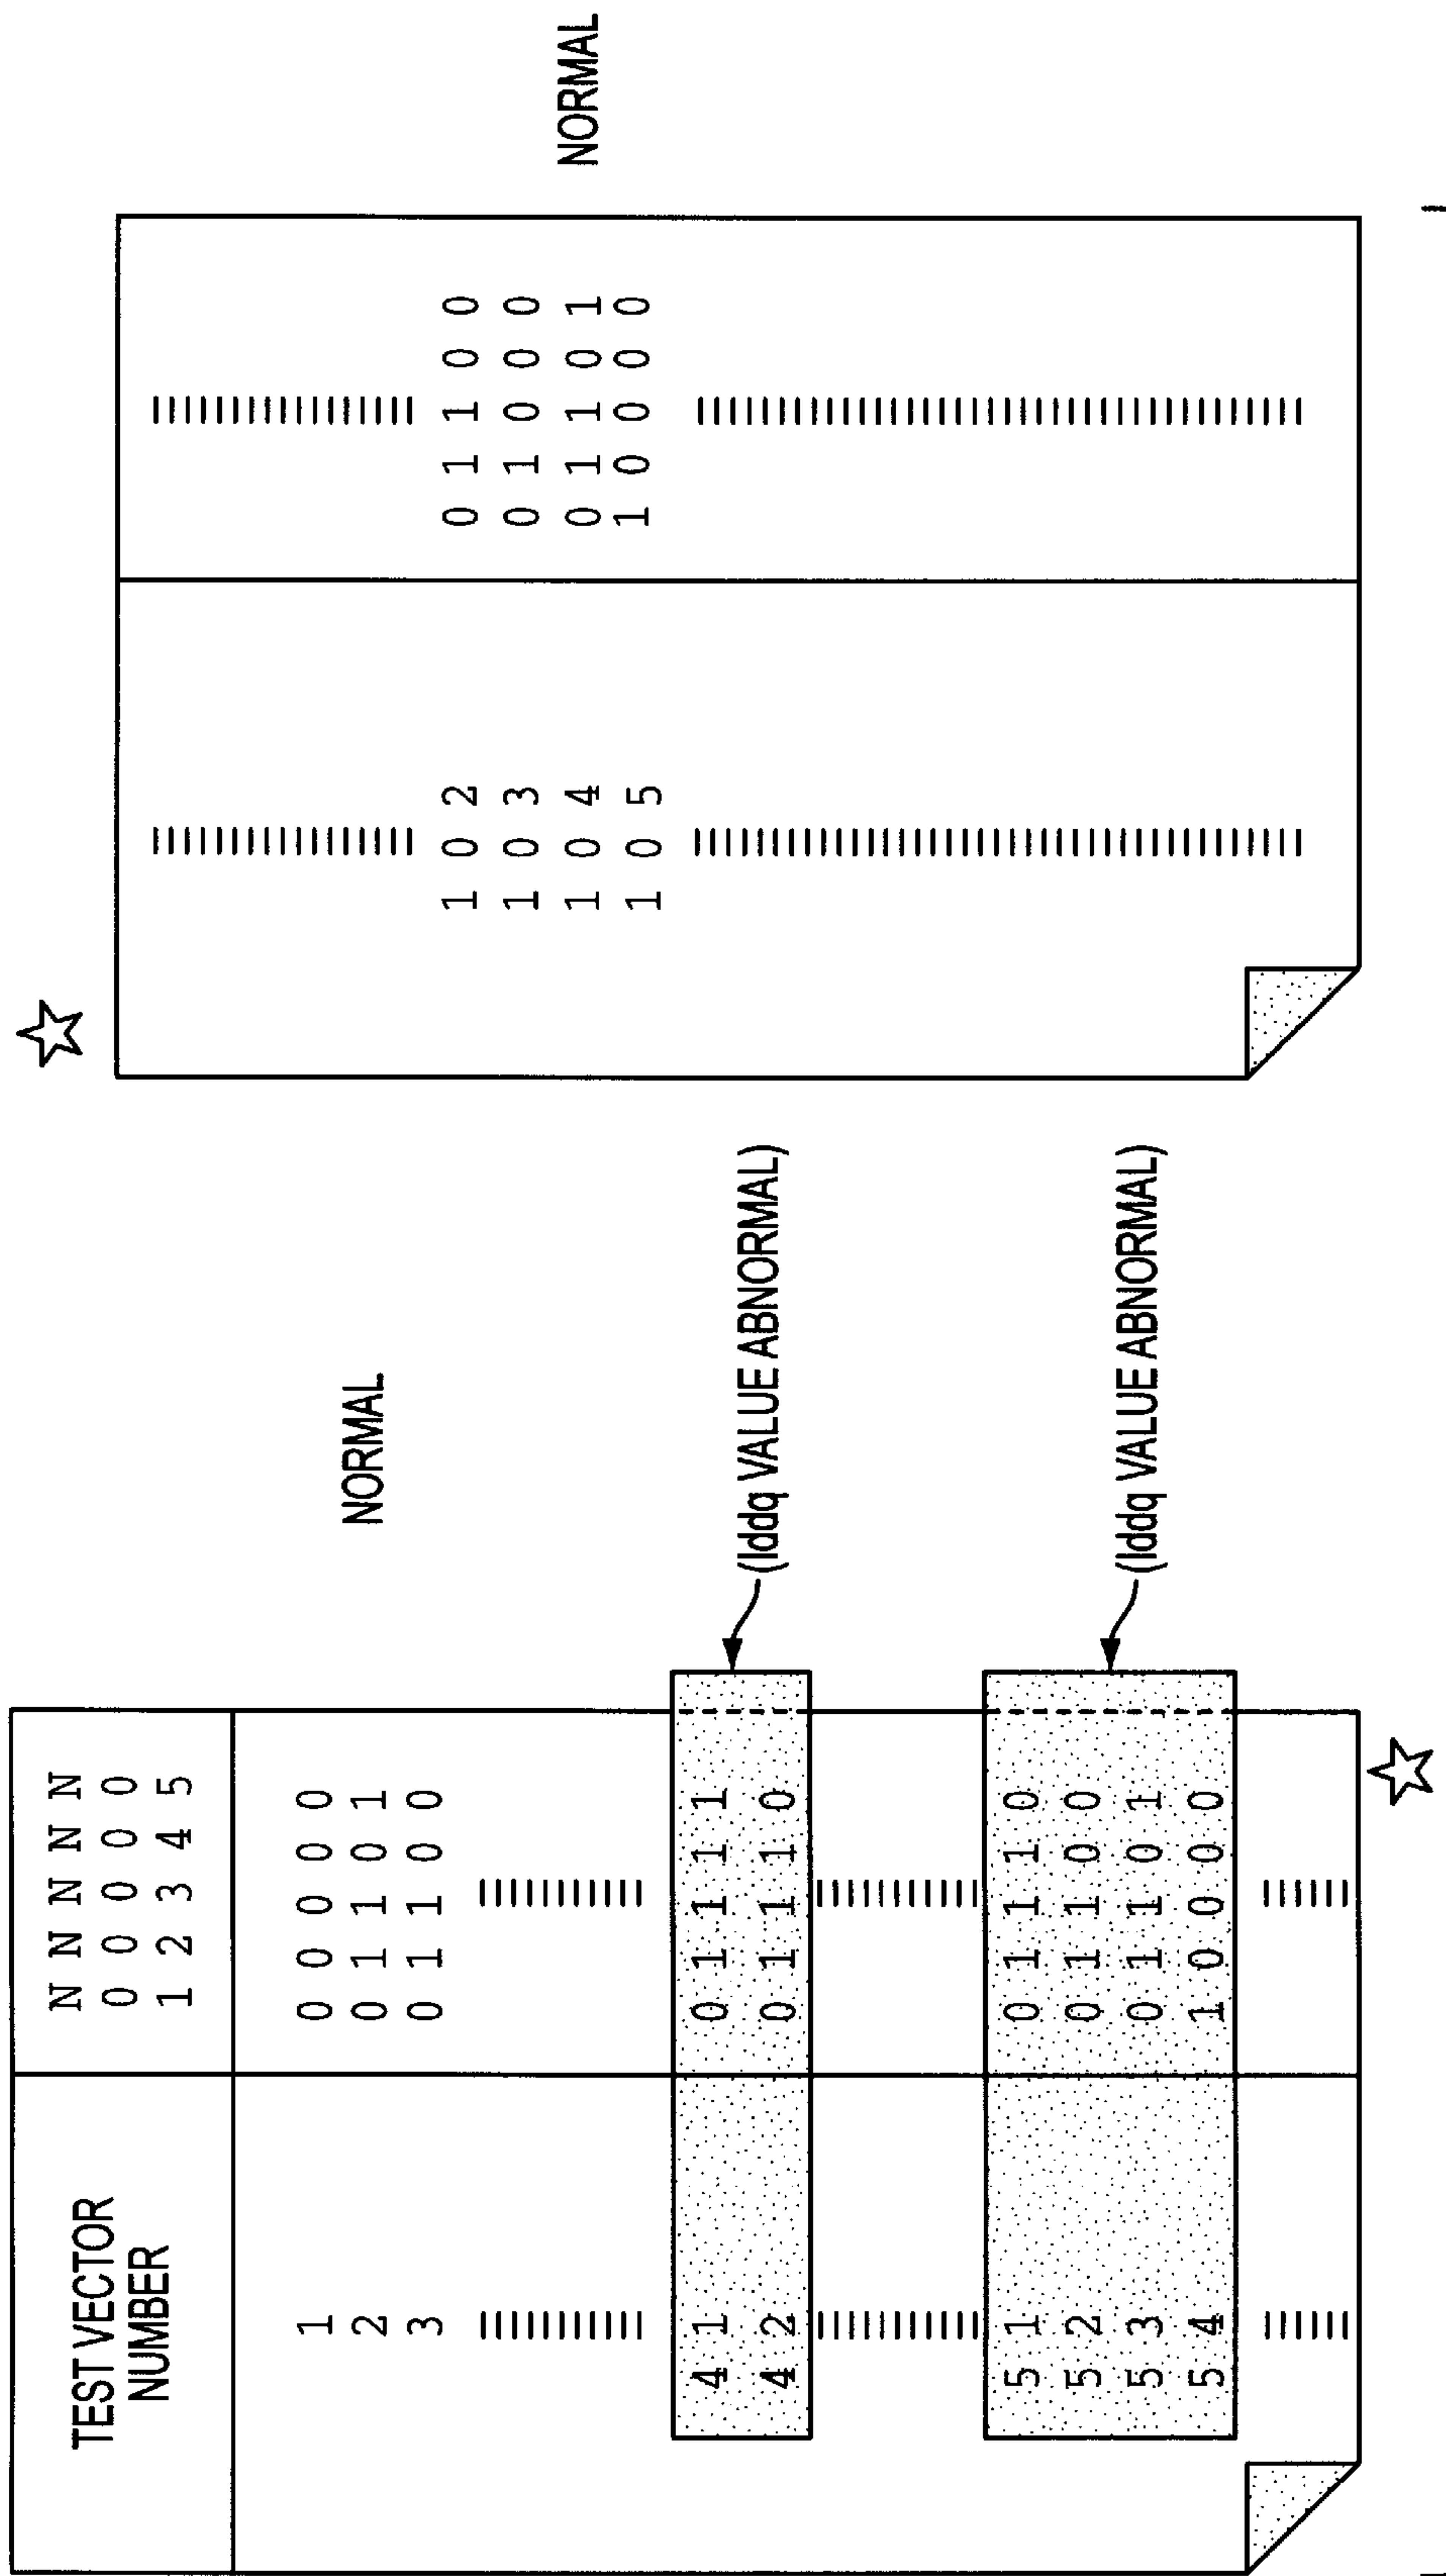 TEST VECTOR
NUMBER
N N N N N
0 0 0 0 0
1 2 3 4 5
1 0 0 0 0 0
2 0 1 1 0 1
3 0 1 1 0 0
NORMAL
4 1 0 1 1 1 1
4 2 0 1 1 1 0
(Iddq VALUE ABNORMAL)
5 1 0 1 1 1 0
5 2 0 1 1 0 0
5 3 0 1 1 0 1
5 4 1 0 0 0 0
(Iddq VALUE ABNORMAL)
1 0 2 0 1 1 0 0
1 0 3 0 1 0 0 0
1 0 4 0 1 1 0 1
1 0 5 1 0 0 0 0
NORMAL